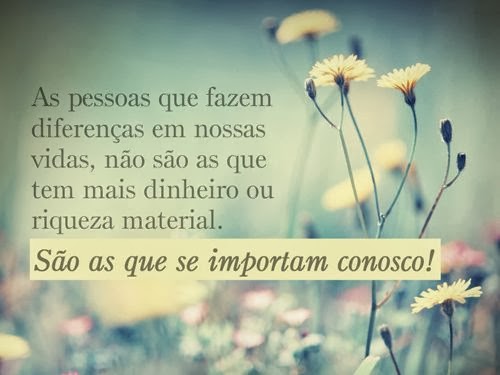 As pessoas que fazem
diferenças em nossas
vidas, não são as que
tem mais dinheiro ou
riqueza material.
São as que se importam conosco!